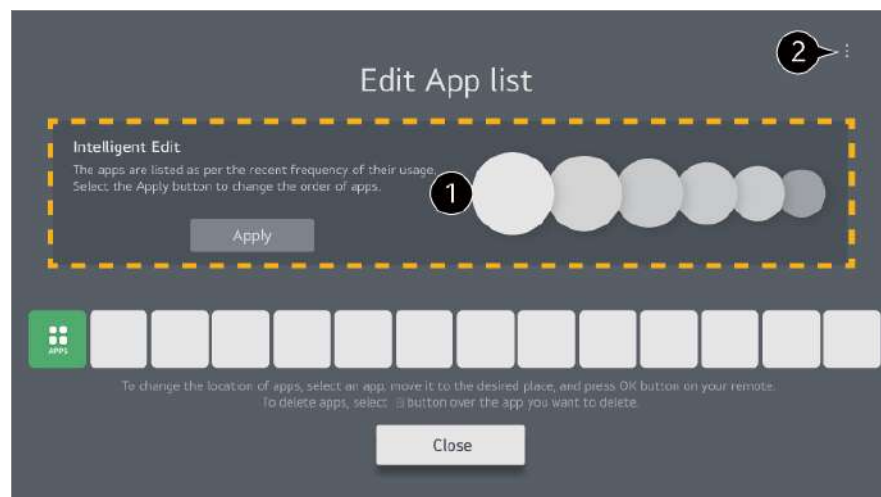 2
Edit App list
Intelligent Edit
The apps are listed as per the recent frequency of their usage.
Select the Apply button to change the order of apps.
1
Apply
APPS
To change the location of apps, select an app, move it to the desired place, and press OK button on your remote.
To delete apps, select button over the app you want to delete.
Close